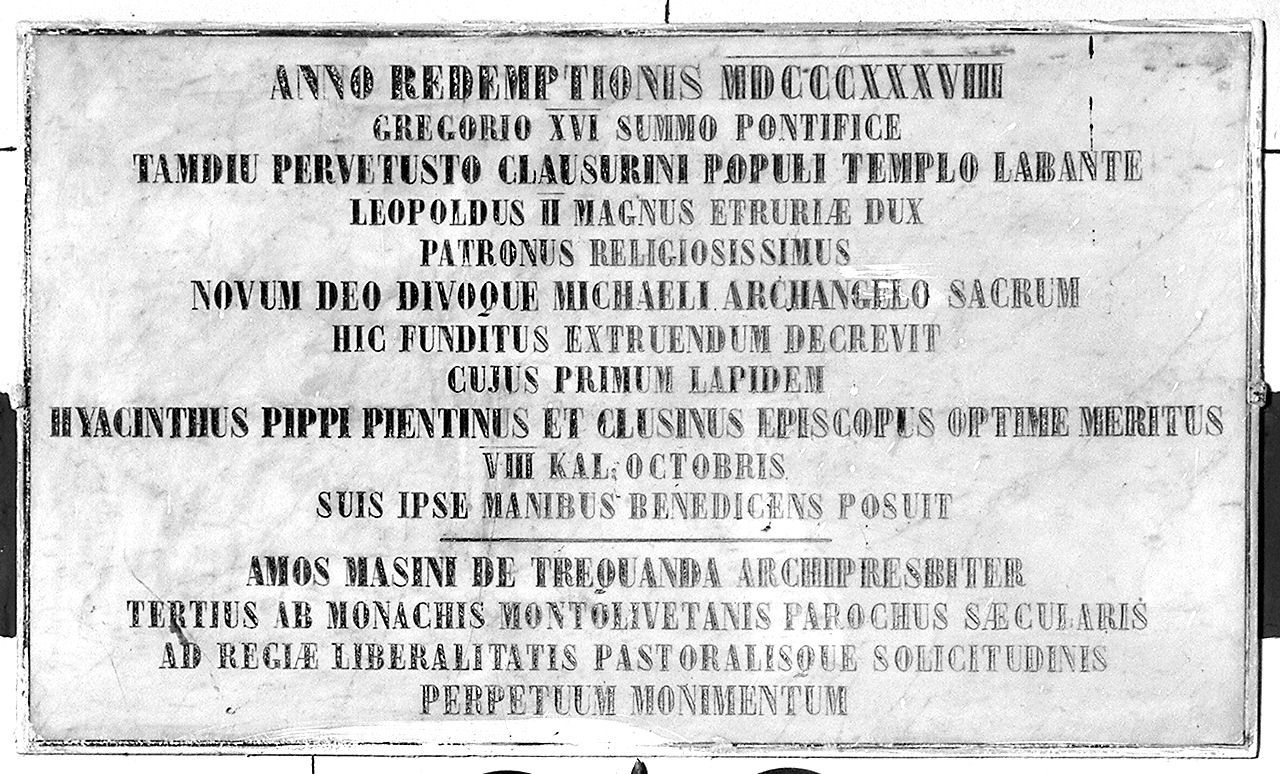 ANNO REDEMPTIONIS MDCCCXXXVIII
GREGORIO XVI SUMMO PONTIFICE
TAMDIU PERVETUSTO CLAUSURINI POPULI TEMPLO LABANTE
LEOPOLDUS II MAGNUS ETRURIÆ DUX
PATRONUS RELIGIOSISSIMUS
NOVUM DEO DIVOQUE MICHAELI ARCHANGELO SACRUM
HIC FUNDITUS EXTRUENDUM DECREVIT
CUJUS PRIMUM LAPIDEM
HYACINTHUS PIPPI PIENTINUS ET CLUSINUS EPISCOPUS OPTIME MERITUS
VIII KAL: OCTOBRIS
SUIS IPSE MANIBUS BENEDICENS POSUIT
AMOS MASINI DE TREQUANDA ARCHIPRESBITER
TERTIUS AB MONACHIS MONTOLIVETANIS PAROCHUS SÆCULARIS
AD REGIÆ LIBERALITATIS PASTORALISQUE SOLICITUDINIS
PERPETUUM MONIMENTUM